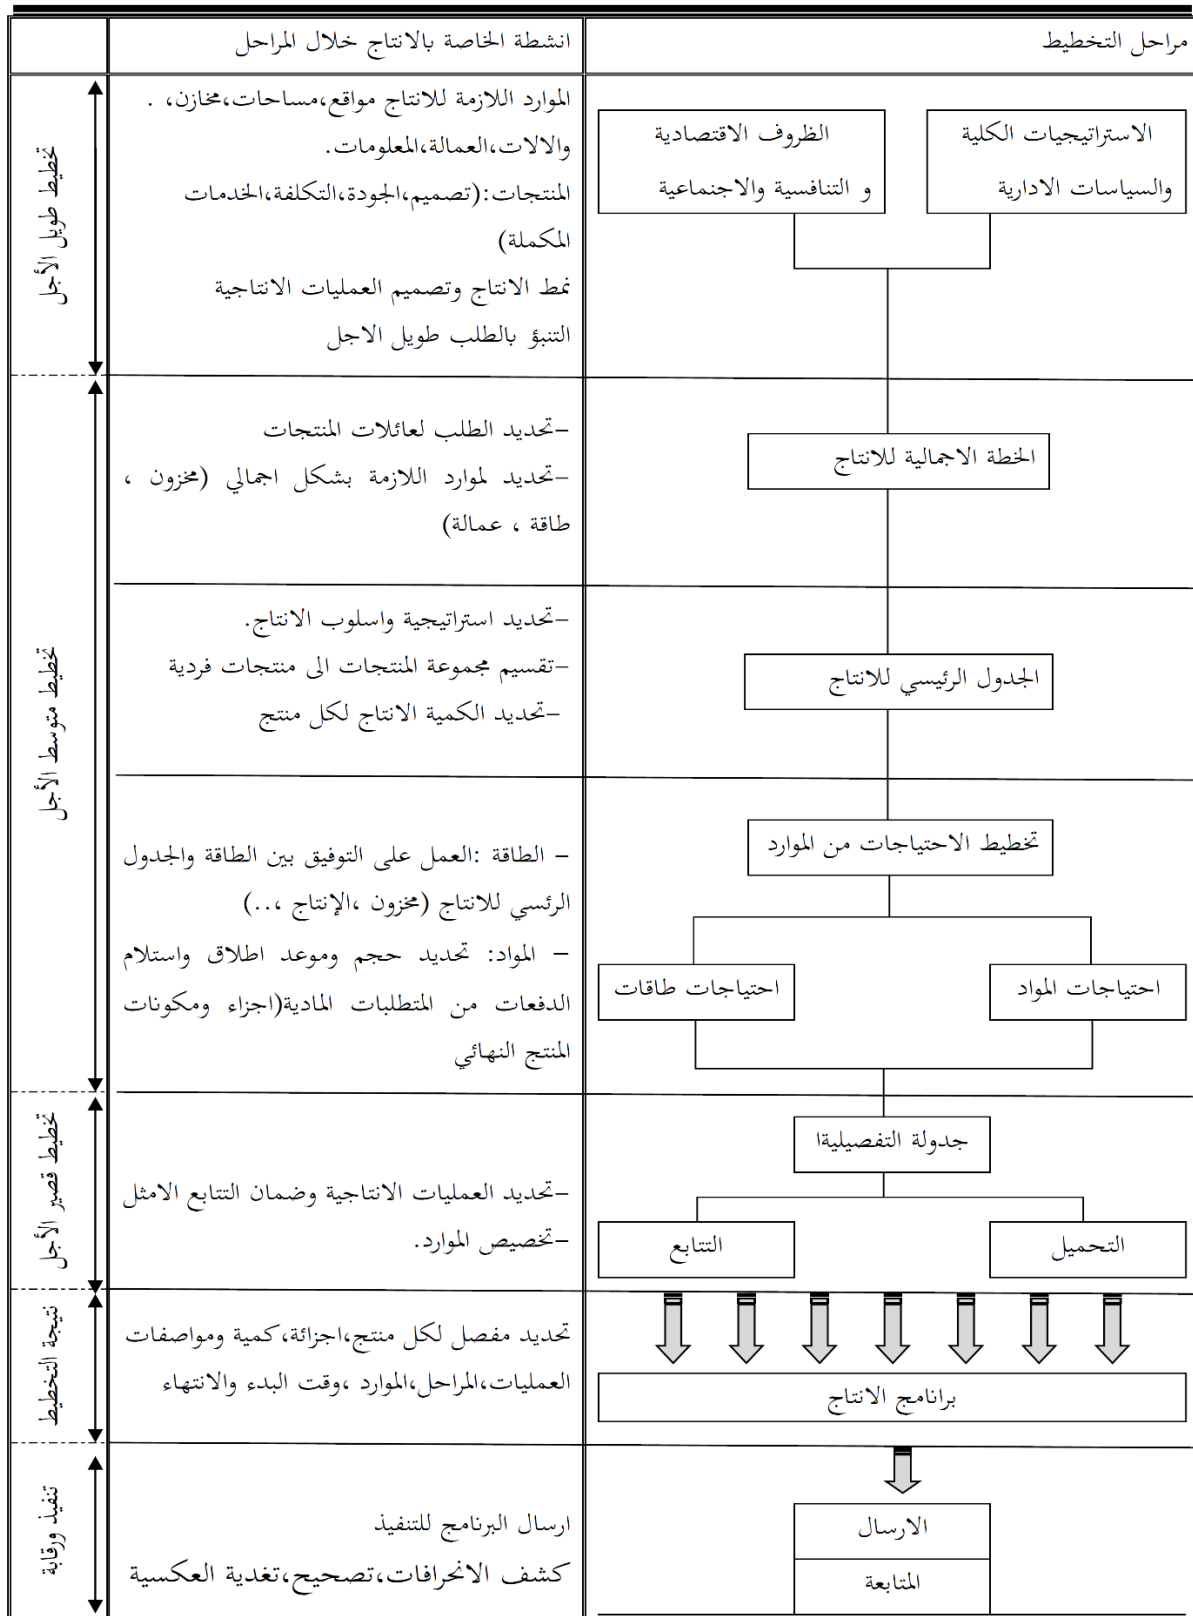 مراحل التخطيط
انشطة الخاصة بالانتاج خلال المراحل
الاستراتيجيات الكلية
والسياسات الادارية
الظروف الاقتصادية
و التنافسية والاجنماعية
الموارد اللازمة للانتاج مواقع،مساحات،مخازن، .
والالات،العمالة،المعلومات.
المنتجات:(تصميم،الجودة،التكلفة،الخدمات
المكملة)
نمط الانتاج وتصميم العمليات الانتاجية
التنبؤ بالطلب طويل الاجل
تخطيط طويل الأجل
الخطة الاجمالية للانتاج
-تحديد الطلب لعائلات المنتجات
-تحديد لموارد اللازمة بشكل اجمالي (مخزون ،
طاقة ، عمالة)
الجدول الرئيسي للانتاج
-تحديد استراتيجية واسلوب الانتاج.
-تقسيم مجموعة المنتجات الى منتجات فردية
-تحديد الكمية الانتاج لكل منتج
تخطيط متوسط الأجل
تخطيط الاحتياجات من الموارد
احتياجات المواد
احتياجات طاقات
- الطاقة :العمل على التوفيق بين الطاقة والجدول
الرئسي للانتاج (مخزون ،الإنتاج ،..)
- المواد: تحديد حجم وموعد اطلاق واستلام
الدفعات من المتطلبات المادية(اجزاء ومكونات
المنتج النهائي
جدولة التفصيليةا
التحميل
التتابع
-تحديد العمليات الانتاجية وضمان التتابع الامثل
-تخصيص الموارد.
تخطيط قصير الأجل
برانامج الانتاج
تحديد مفصل لكل منتج،اجزائة،كمية ومواصفات
العمليات،المراحل،الموارد ،وقت البدء والانتهاء
نتيجة التخطيط
الارسال
المتابعة
ارسال البرنامج للتنفيذ
كشف الانحرافات،تصحيح،تغدية العكسية
تنفيذ ورقابة